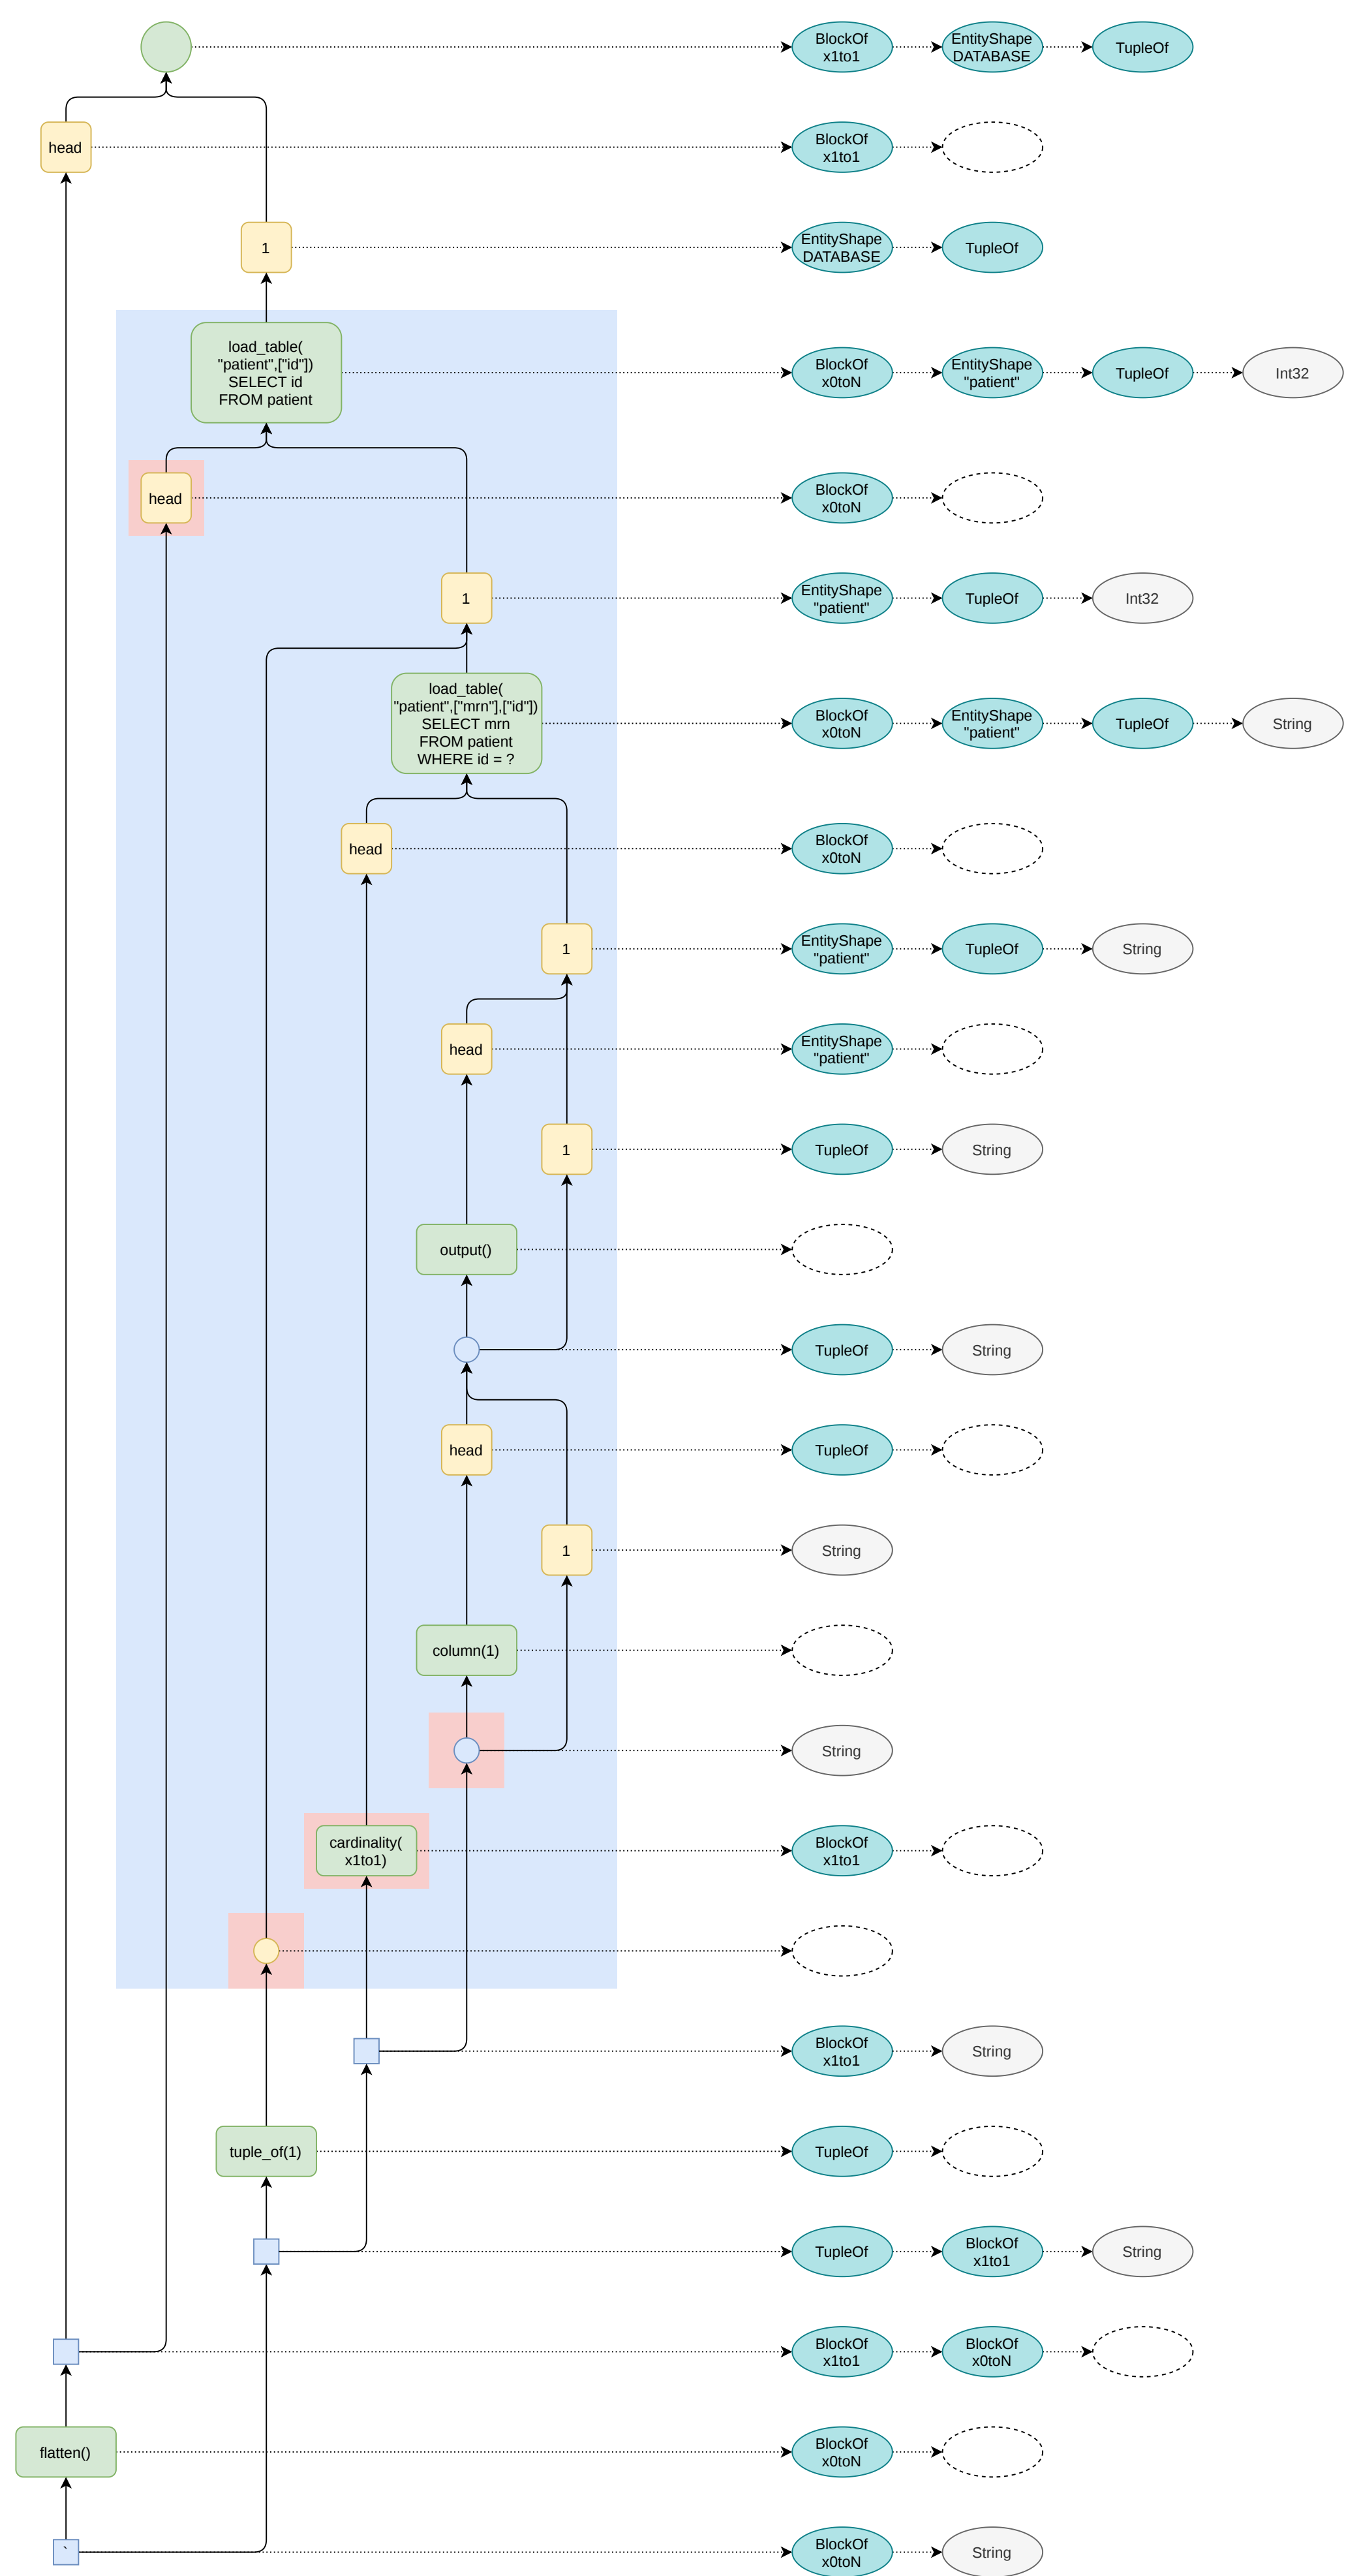 BlockOf
x1to1
EntityShape
DATABASE
TupleOf
head
BlockOf
x1to1
1
EntityShape
DATABASE
TupleOf
load_table(
"patient",["id"])
SELECT id
FROM patient
BlockOf
x0toN
EntityShape
"patient"
TupleOf
Int32
head
BlockOf
x0toN
1
EntityShape
"patient"
TupleOf
Int32
load_table(
"patient",["mrn"],["id"])
SELECT mrn
FROM patient
WHERE id = ?
BlockOf
x0toN
EntityShape
"patient"
TupleOf
String
head
BlockOf
x0toN
1
EntityShape
"patient"
TupleOf
String
head
EntityShape
"patient"
1
TupleOf
String
output()
TupleOf
String
head
TupleOf
1
String
column(1)
String
cardinality(
x1to1)
BlockOf
x1to1
BlockOf
x1to1
String
tuple_of(1)
TupleOf
TupleOf
BlockOf
x1to1
String
BlockOf
x1to1
BlockOf
x0toN
flatten()
BlockOf
x0toN
`
BlockOf
x0toN
String